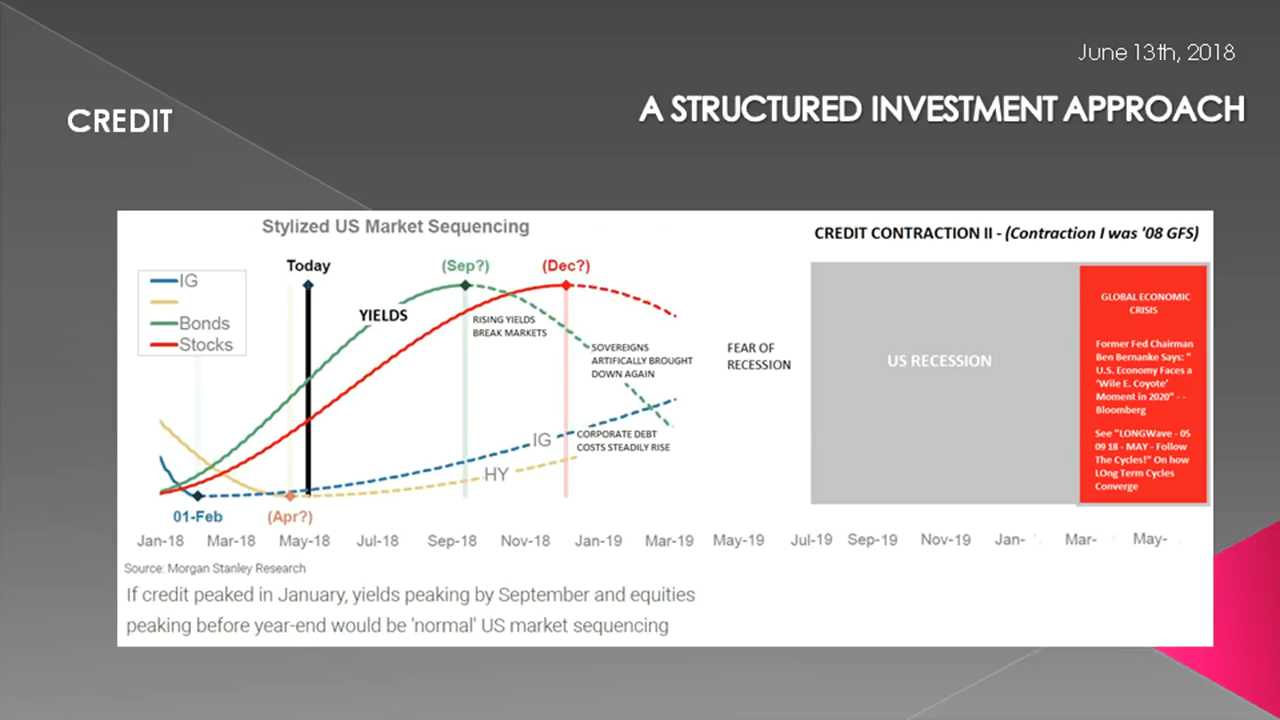 June 13th, 2018
CREDIT
A STRUCTURED INVESTMENT APPROACH
Stylized US Market Sequencing
CREDIT CONTRACTION II - (Contraction I was '08 GFS)
IG
Bonds
Stocks
Today
(Sep?)
(Dec?)
YIELDS
RISING YIELDS
BREAK MARKETS
SOVEREIGNS
ARTIFICIALLY BROUGHT
DOWN AGAIN
FEAR OF
RECESSION
US RECESSION
GLOBAL ECONOMIC
CRISIS
Former Fed Chairman
Ben Bernanke Says: "
U.S. Economy Faces a
'Wile E. Coyote'
Moment in 2020" - -
Bloomberg
See "LONGWave - 05
09 18 - MAY - Follow
The Cycles!" On how
LOng Term Cycles
Converge
IG
CORPORATE DEBT
COSTS STEADILY RISE
HY
01-Feb
(Apr?)
Jan-18 Mar-18 May-18 Jul-18 Sep-18 Nov-18 Jan-19 Mar-19 May-19 Jul-19 Sep-19 Nov-19 Jan- Mar- May-
Source: Morgan Stanley Research
If credit peaked in January, yields peaking by September and equities
peaking before year-end would be 'normal' US market sequencing